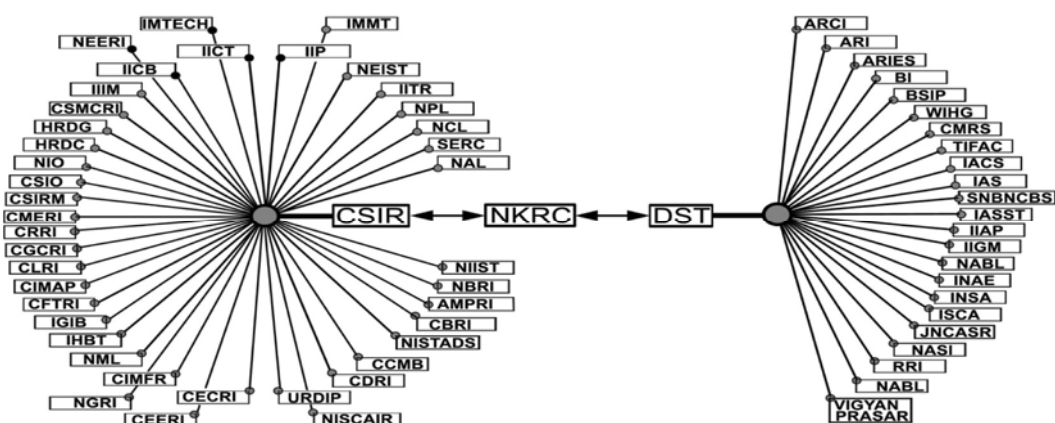 IMTECH
IMMT
NEERI
IICT
IIP
IICB
NEIST
IIIM
IITR
CSMCRI
NPL
HRDG
NCL
HRDC
SERC
NIO
NAL
CSIO
CSIRM
CMERI
CRRI
CGCRI
CLRI
CIMAP
CFTRI
IGIB
IHBT
NML
CIMFR
NGRI
CECRI
CEERI
URDIP
NISCAIR
CDRI
CCMB
NISTADS
CBRI
AMPRI
NBRI
NIIST
CSIR
NKRC
DST
ARCI
ARI
ARIES
BI
BSIP
WIHG
CMRS
TIFAC
IACS
IAS
SNBNCBS
IASST
IIAP
IIGM
NABL
INAE
INSA
ISCA
JNCASR
NASI
RRI
NABL
VIGYAN
PRASAR